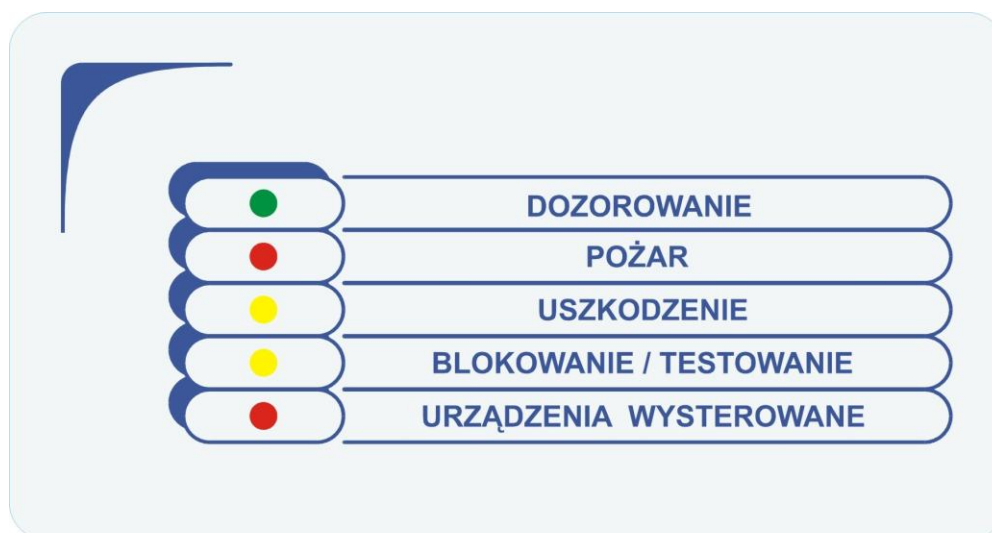 DOZOROWANIE
POŻAR
USZKODZENIE
BLOKOWANIE / TESTOWANIE
URZĄDZENIA WYSTEROWANE